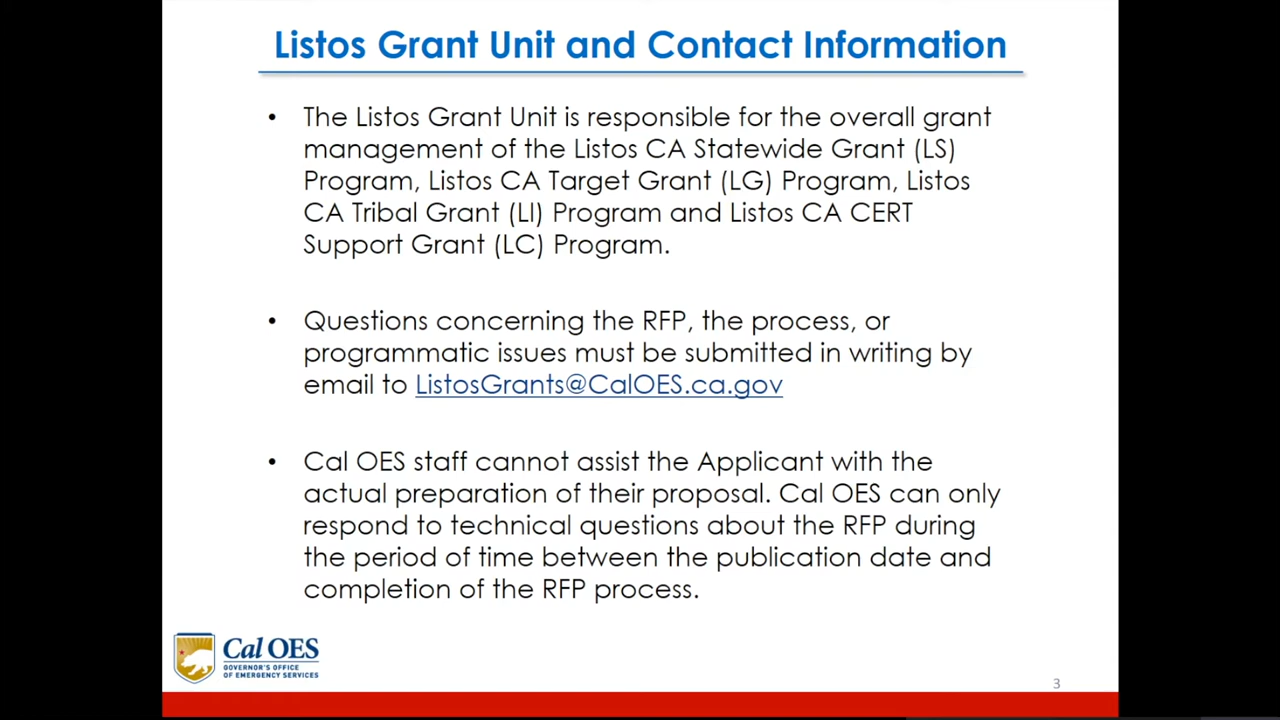 Listos Grant Unit and Contact Information
• The Listos Grant Unit is responsible for the overall grant
management of the Listos CA Statewide Grant (LS)
Program, Listos CA Target Grant (LG) Program, Listos
CA Tribal Grant (LI) Program and Listos CA CERT
Support Grant (LC) Program.
• Questions concerning the RFP, the process, or
programmatic issues must be submitted in writing by
email to ListosGrants@CalOES.ca.gov
• Cal OES staff cannot assist the Applicant with the
actual preparation of their proposal. Cal OES can only
respond to technical questions about the RFP during
the period of time between the publication date and
completion of the RFP process.
Cal OES
GOVERNOR'S OFFICE
OF EMERGENCY SERVICES
3